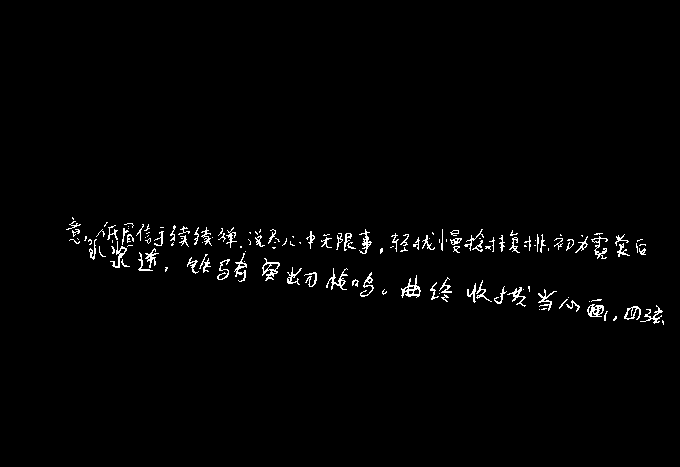 意,低眉信手续续弹.说尽心中无限事,轻拢慢捻抹复挑.初为霓裳后
水浆迸,铁骑突出刀枪鸣。曲终收拨当心画,四弦